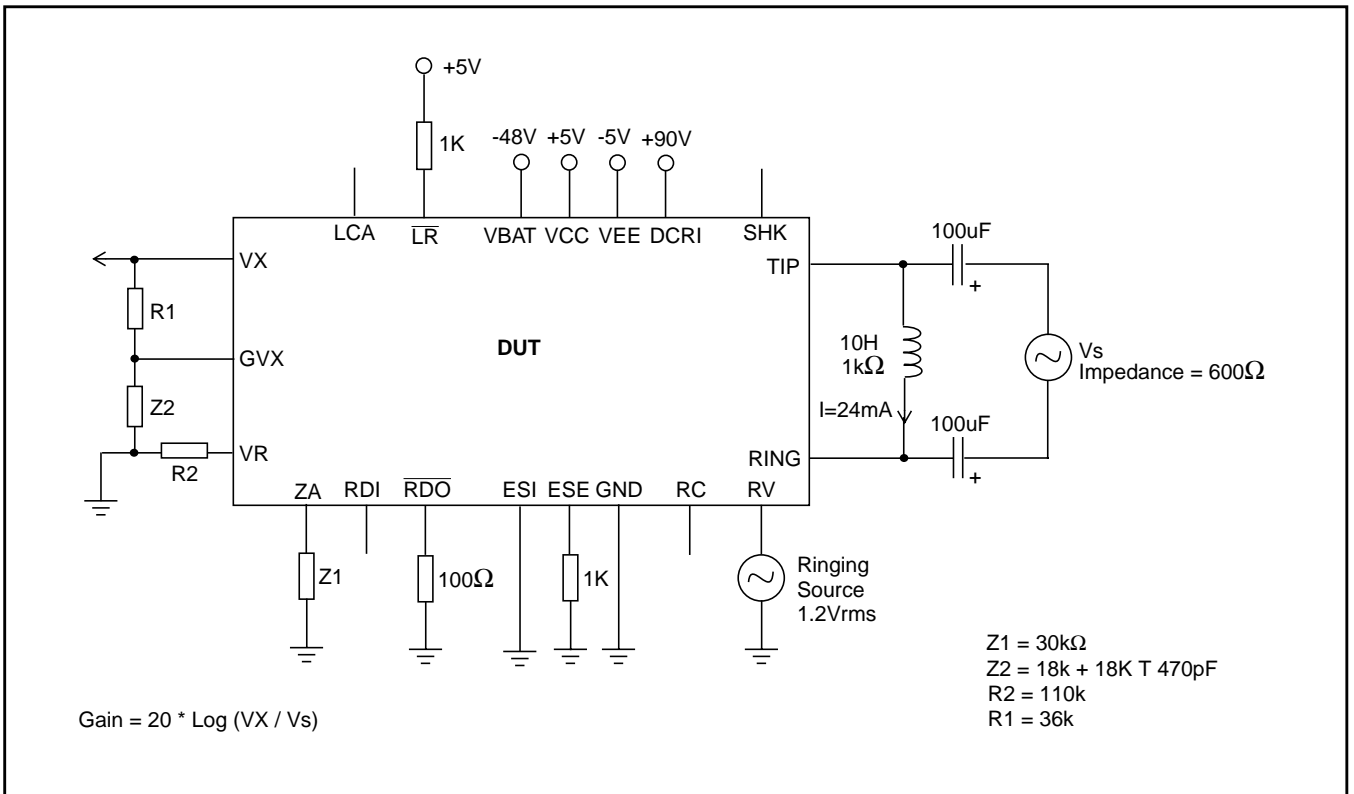 +5V
1K
-48V +5V -5V +90V
LCA LR VBAT VCC VEE DCRI SHK
100uF
+
VX
TIP
R1
10H
1kΩ
DUT
Vs
Impedance = 600Ω
GVX
Z2
I=24mA
100uF
+
VR
R2
RING
ZA RDI RDO ESI ESE GND RC RV
Z1
100Ω
1K
Ringing
Source
1.2Vrms
Z1 = 30kΩ
Z2 = 18k + 18K T 470pF
R2 = 110k
R1 = 36k
Gain = 20 * Log (VX / Vs)